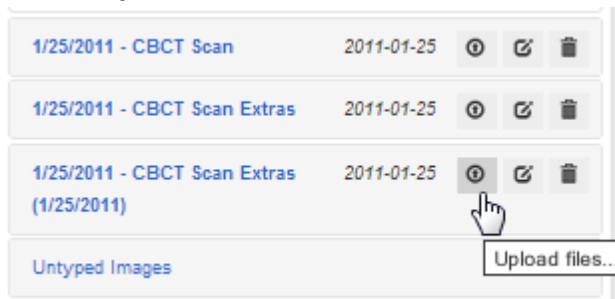 1/25/2011 - CBCT Scan 2011-01-25
1/25/2011 - CBCT Scan Extras 2011-01-25
1/25/2011 - CBCT Scan Extras 2011-01-25
(1/25/2011)
Untyped Images
Upload files...